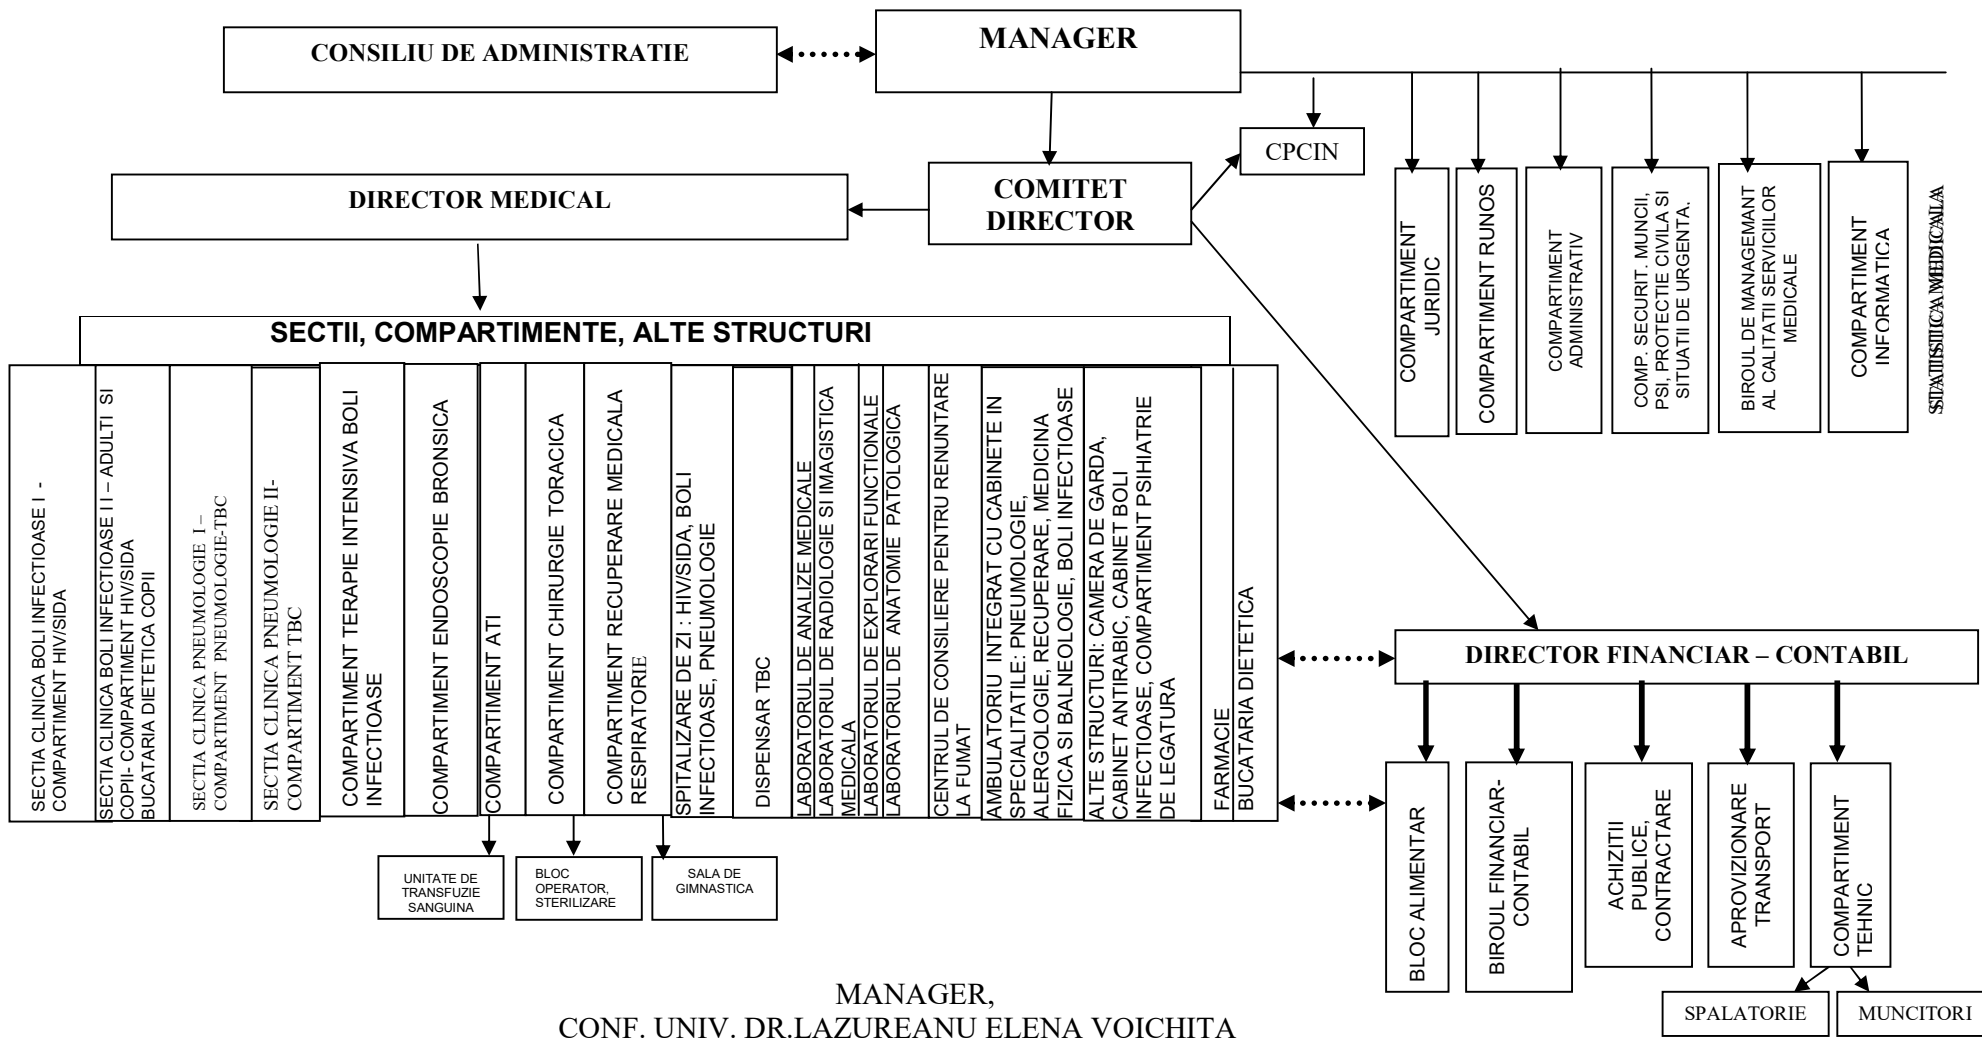 CONSILIU DE ADMINISTRATIE
MANAGER
CPCIN
DIRECTOR MEDICAL
COMITET
DIRECTOR
COMPARTIMENT
JURIDIC
COMPARTIMENT RUNOS
COMPARTIMENT
ADMINISTRATIV
COMP. SECURIT. MUNCII,
PSI, PROTECTIE CIVILA SI
SITUATII DE URGENTA.
BIROUL DE MANAGEMANT
AL CALITATII SERVICIILOR
MEDICALE
COMPARTIMENT
INFORMATICA
STATISTICA MEDICALA
SECTII, COMPARTIMENTE, ALTE STRUCTURI
SECTIA CLINICA BOLI INFECTIOASE I -
COMPARTIMENT HIV/SIDA
SECTIA CLINICA BOLI INFECTIOASE II – ADULTI SI
COPII- COMPARTIMENT HIV/SIDA
BUCATARIA DIETETICA COPII
SECTIA CLINICA PNEUMOLOGIE I –
COMPARTIMENT PNEUMOLOGIE-TBC
SECTIA CLINICA PNEUMOLOGIE II-
COMPARTIMENT TBC
COMPARTIMENT TERAPIE INTENSIVA BOLI
INFECTIOASE
COMPARTIMENT ENDOSCOPIE BRONSICA
COMPARTIMENT ATI
COMPARTIMENT CHIRURGIE TORACICA
COMPARTIMENT RECUPERARE MEDICALA
RESPIRATORIE
SPITALIZARE DE ZI : HIV/SIDA, BOLI
INFECTIOASE, PNEUMOLOGIE
DISPENSAR TBC
LABORATORUL DE ANALIZE MEDICALE
LABORATORUL DE RADIOLOGIE SI IMAGISTICA
MEDICALA
LABORATORUL DE EXPLORARI FUNCTIONALE
LABORATORUL DE ANATOMIE PATOLOGICA
CENTRUL DE CONSILIERE PENTRU RENUNTARE
LA FUMAT
AMBULATORIU INTEGRAT CU CABINETE IN
SPECIALITATILE: PNEUMOLOGIE,
ALERGOLOGIE, RECUPERARE, MEDICINA
FIZICA SI BALNEOLOGIE, BOLI INFECTIOASE
ALTE STRUCTURI: CAMERA DE GARDA,
CABINET ANTIRABIC, CABINET BOLI
INFECTIOASE, COMPARTIMENT PSIHIATRIE
DE LEGATURA
FARMACIE
BUCATARIA DIETETICA
UNITATE DE
TRANSFUZIE
SANGUINA
BLOC
OPERATOR,
STERILIZARE
SALA DE
GIMNASTICA
DIRECTOR FINANCIAR – CONTABIL
BLOC ALIMENTAR
BIROUL FINANCIAR-
CONTABIL
ACHIZITII
PUBLICE,
CONTRACTARE
APROVIZIONARE
TRANSPORT
COMPARTIMENT
TEHNIC
SPALATORIE
MUNCITORI
MANAGER,
CONF. UNIV. DR.LAZUREANU ELENA VOICHITA